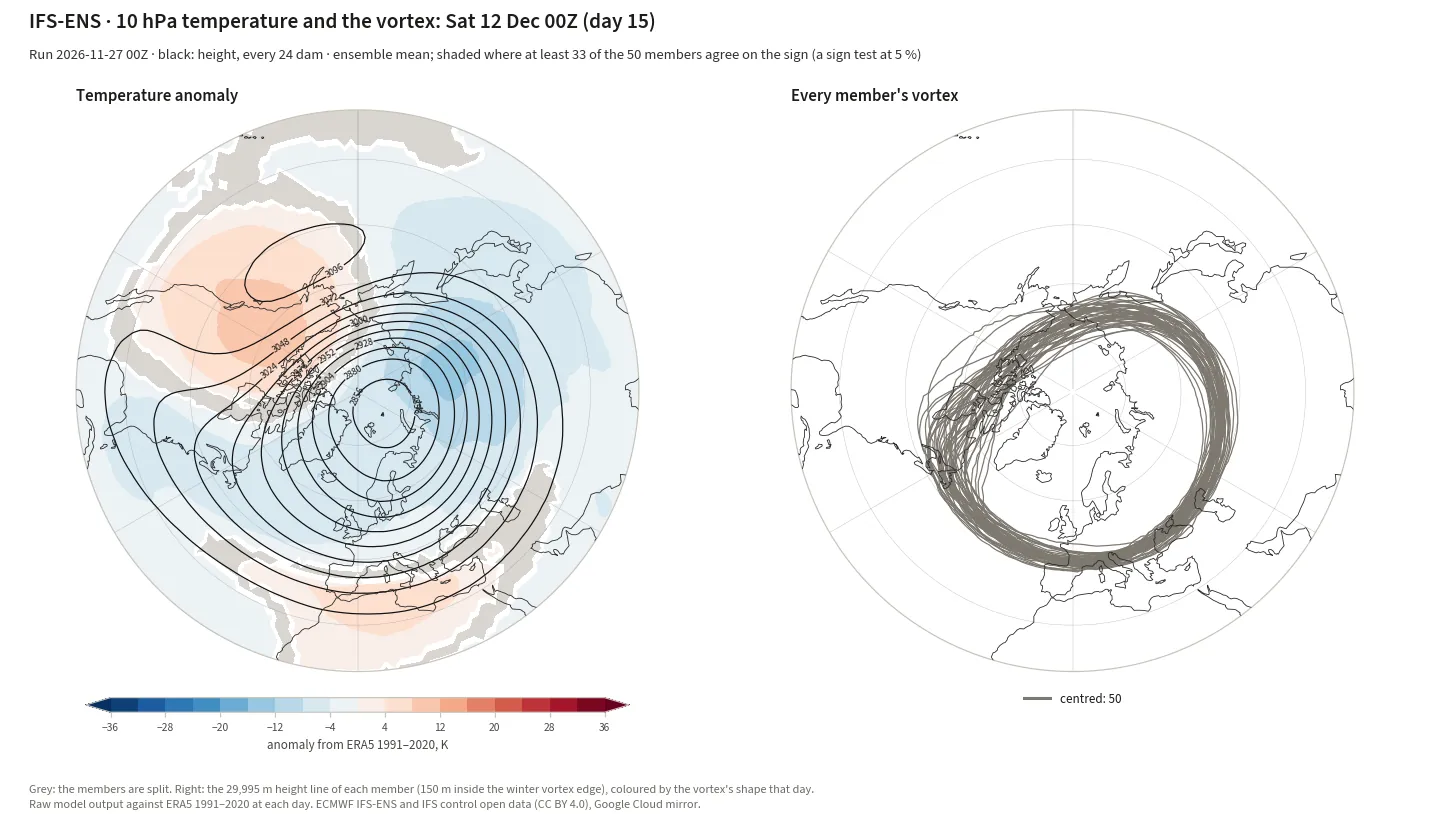 IFS-ENS · 10 hPa temperature and the vortex: Sat 12 Dec 00Z (day 15)
Run 2026-11-27 00Z · black: height, every 24 dam · ensemble mean; shaded where at least 33 of the 50 members agree on the sign (a sign test at 5 %)
Temperature anomaly
Every member's vortex
3096
3072
3000
2928
3048
2952
3024
2880
2856
centred: 50
−36 −28 −20 −12 −4 4 12 20 28 36
anomaly from ERA5 1991–2020, K
Grey: the members are split. Right: the 29,995 m height line of each member (150 m inside the winter vortex edge), coloured by the vortex's shape that day.
Raw model output against ERA5 1991–2020 at each day. ECMWF IFS-ENS and IFS control open data (CC BY 4.0), Google Cloud mirror.